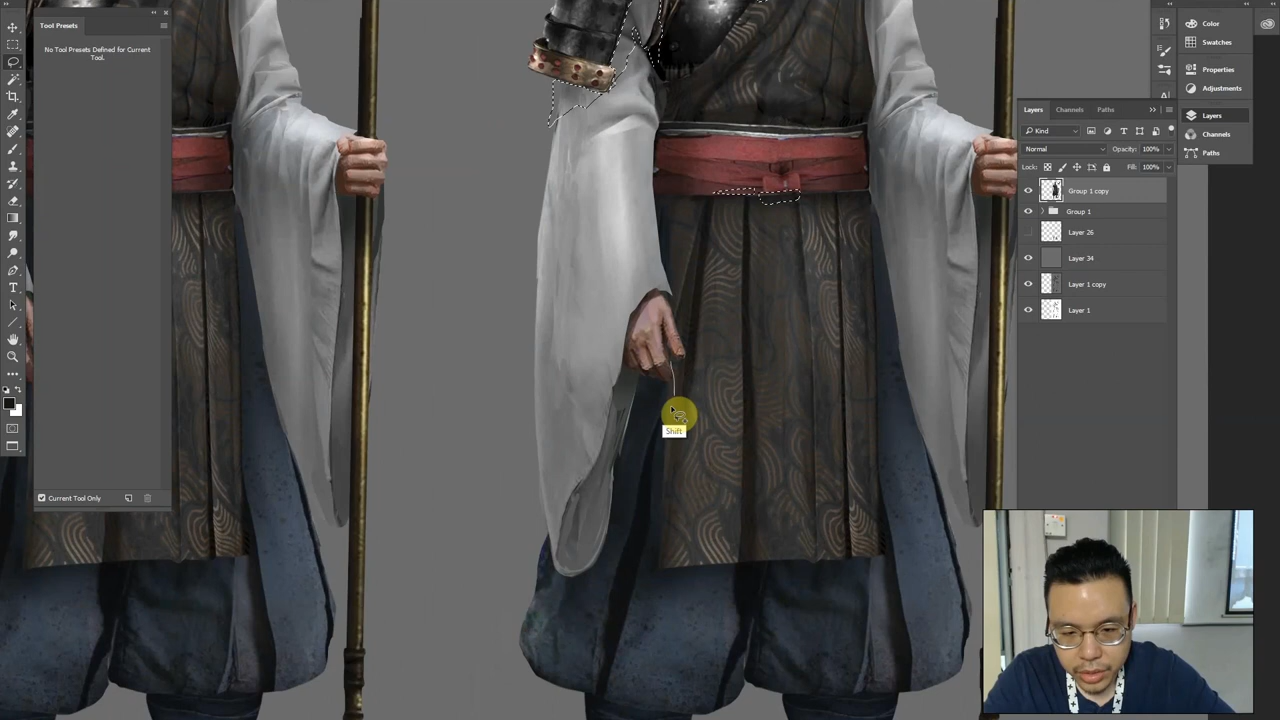 Tool Presets
No Tool Presets Defined for Current
Tool.
Current Tool Only
Shift
Color
Swatches
Properties
Adjustments
Layers
Channels
Paths
Layers
Channels
Paths
Kind
Normal
Opacity: 100%
Lock:
Fill: 100%
Group 1 copy
Group 1
Layer 26
Layer 34
Layer 1 copy
Layer 1